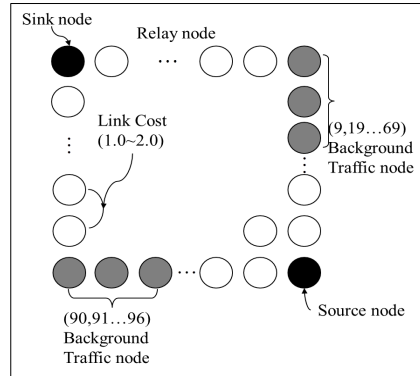 Sink node
Relay node
...
Link Cost
(1.0~2.0)
(9,19...69)
Background
Traffic node
(90,91...96)
Background
Traffic node
Source node